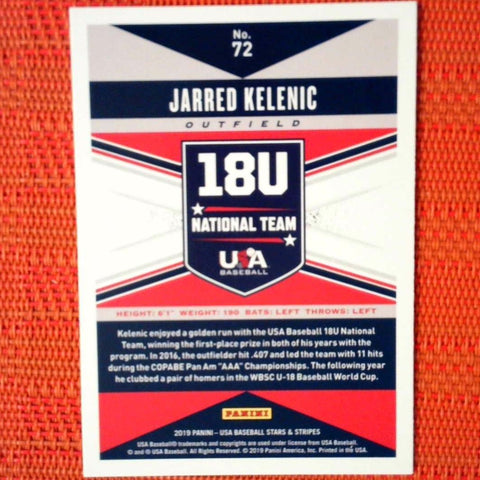 No.
72
JARRED KELENIC
OUTFIELD
18U
NATIONAL TEAM
USA
BASEBALL
HEIGHT: 6'1" WEIGHT: 190 BATS: LEFT THROWS: LEFT
Kelenic enjoyed a golden run with the USA Baseball 18U National
Team, winning the first-place prize in both of his years with the
program. In 2016, the outfielder hit .407 and led the team with 11 hits
during the COPABE Pan Am "AAA" Championships. The following year
he clubbed a pair of homers in the WBSC U-18 Baseball World Cup.
PANINI
2019 PANINI – USA BASEBALL STARS & STRIPES
USA Baseball® trademarks and copyrights are used under license from USA Baseball.
© and ® USA Baseball. All Rights Reserved. © 2019 Panini America, Inc. Printed in the USA.